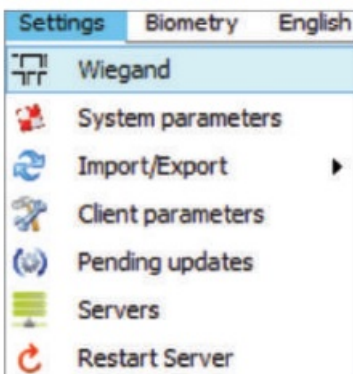 Settings Biometry English
Wiegand
System parameters
Import/Export
Client parameters
Pending updates
Servers
Restart Server